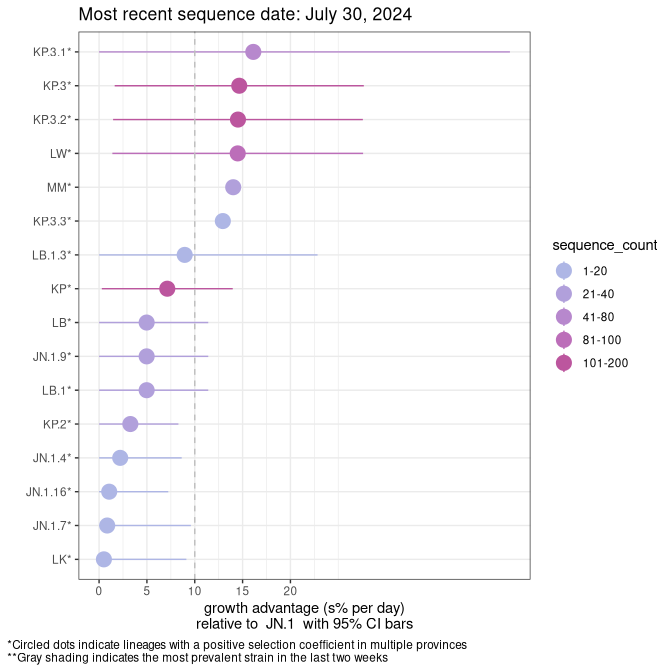 Most recent sequence date: July 30, 2024
KP.3.1*
KP.3*
KP.3.2*
LW*
MM*
KP.3.3*
LB.1.3*
KP*
LB*
JN.1.9*
LB.1*
KP.2*
JN.1.4*
JN.1.16*
JN.1.7*
LK*
0 5 10 15 20
growth advantage (s% per day)
relative to JN.1 with 95% CI bars
sequence_count
1-20
21-40
41-80
81-100
101-200
*Circled dots indicate lineages with a positive selection coefficient in multiple provinces
**Gray shading indicates the most prevalent strain in the last two weeks